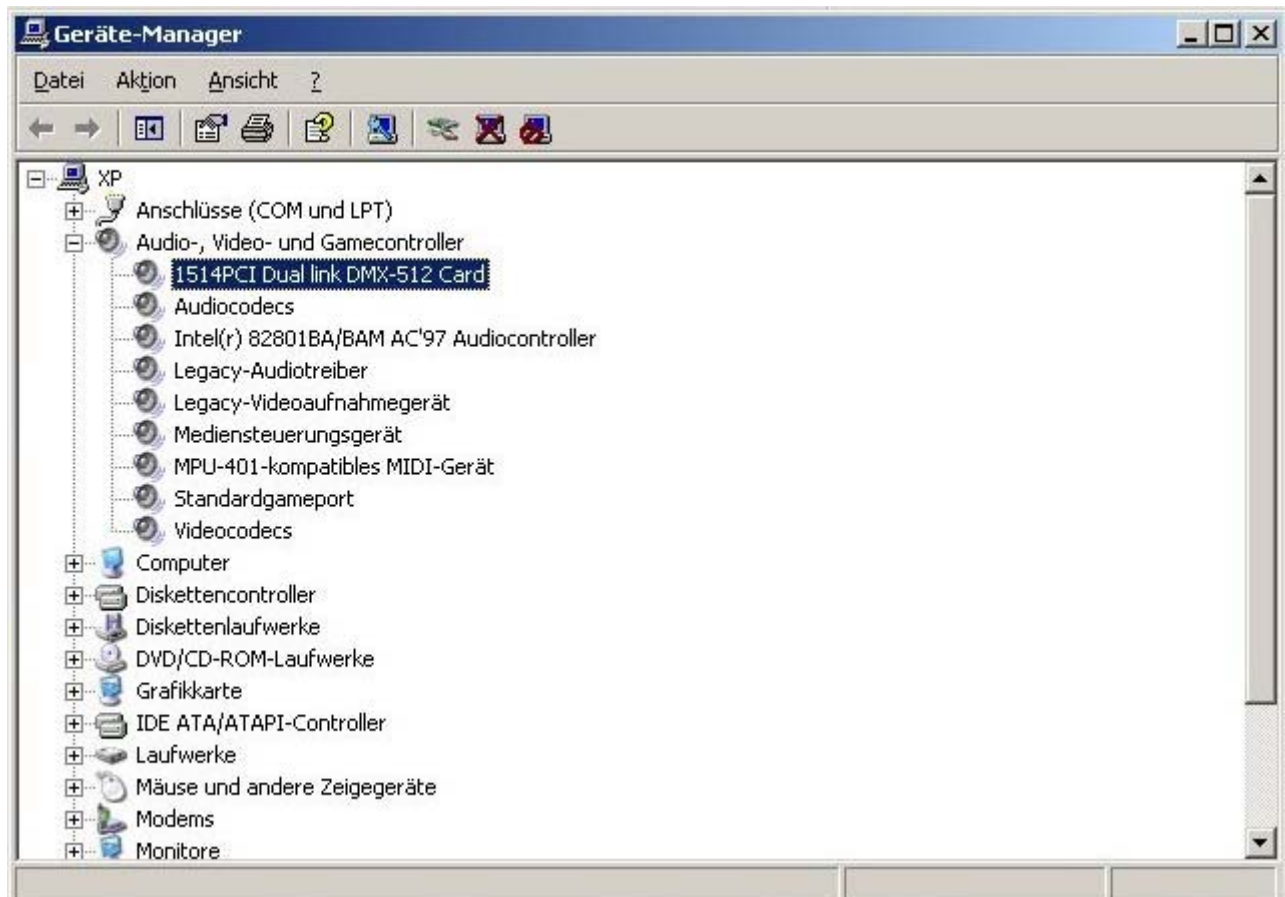 Geräte-Manager
Datei Aktion Ansicht ?
XP
Anschlüsse (COM und LPT)
Audio-, Video- und Gamecontroller
1514PCI Dual link DMX-512 Card
Audiocodecs
Intel(r) 82801BA/BAM AC'97 Audiocontroller
Legacy-Audiotreiber
Legacy-Videoaufnahmegerät
Mediensteuerungsgerät
MPU-401-kompatibles MIDI-Gerät
Standardgameport
Videocodecs
Computer
Diskettencontroller
Diskettenlaufwerke
DVD/CD-ROM-Laufwerke
Grafikkarte
IDE ATA/ATAPI-Controller
Laufwerke
Mäuse und andere Zeigegeräte
Modems
Monitore